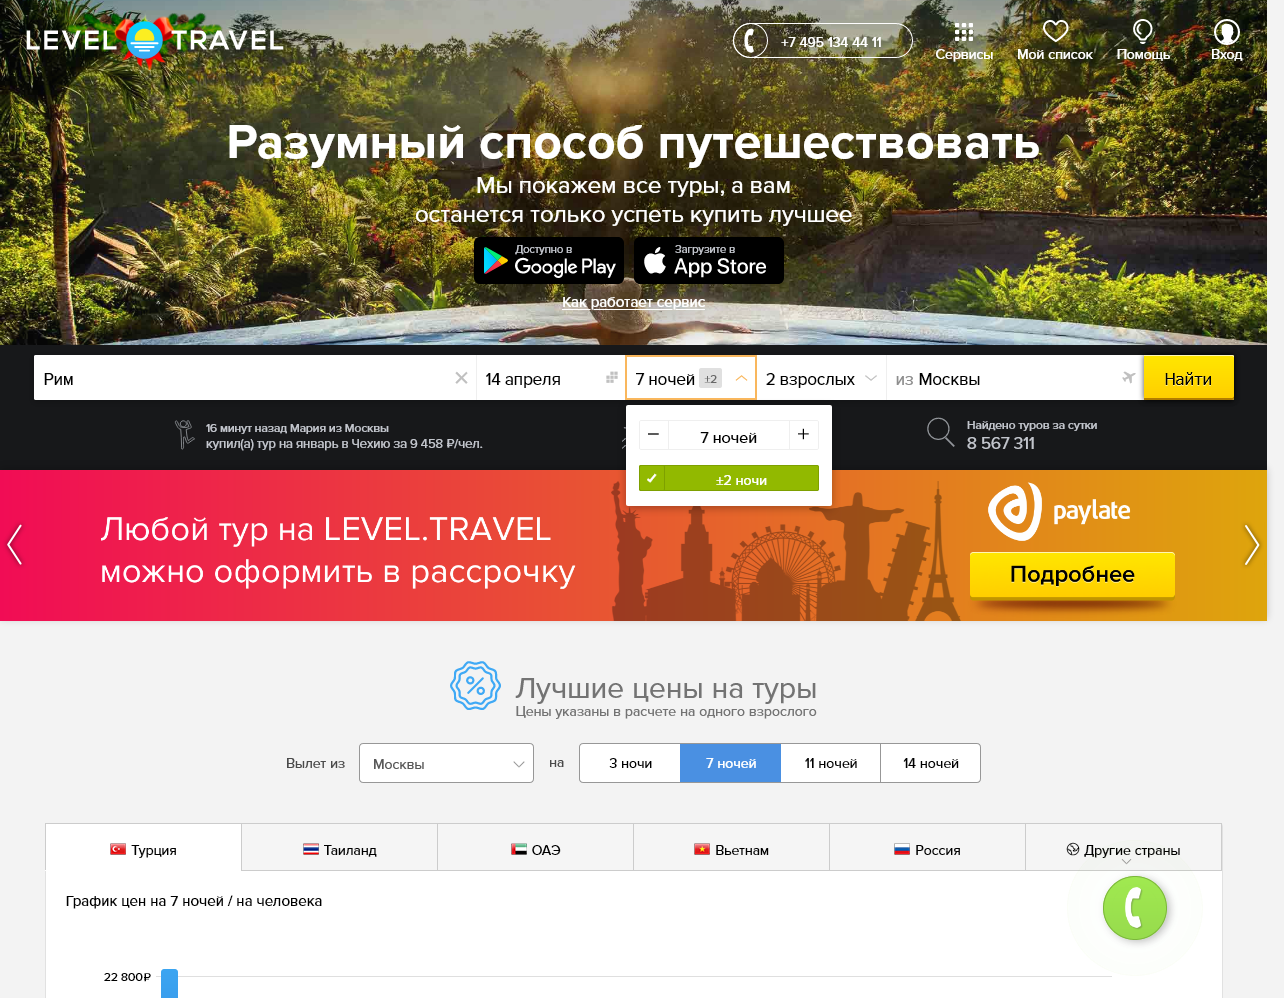 LEVEL TRAVEL
+7 495 134 44 11
Сервисы
Мой список
Помощь
Вход
Разумный способ путешествовать
Мы покажем все туры, а вам
останется только успеть купить лучшее
Доступно в
Google Play
Загрузите в
App Store
Как работает сервис
Рим
14 апреля
7 ночей ±2
2 взрослых
из Москвы
Найти
16 минут назад Мария из Москвы
купил(а) тур на январь в Чехию за 9 458 ₽/чел.
7 ночей
±2 ночи
Найдено туров за сутки
8 567 311
Любой тур на LEVEL.TRAVEL
можно оформить в рассрочку
paylate
Подробнее
Лучшие цены на туры
Цены указаны в расчете на одного взрослого
Вылет из
Москвы
на
3 ночи
7 ночей
11 ночей
14 ночей
Турция
Таиланд
ОАЭ
Вьетнам
Россия
Другие страны
График цен на 7 ночей / на человека
22 800₽